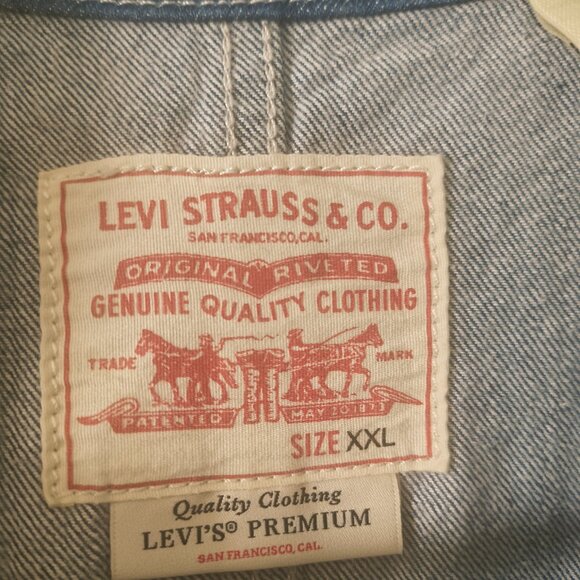 LEVI STRAUSS & CO.
SAN FRANCISCO, CAL.
ORIGINAL RIVETED
GENUINE QUALITY CLOTHING
TRADE MARK
PATENTED MAY 20 1873
SIZE XXL
Quality Clothing
LEVI'S® PREMIUM
SAN FRANCISCO, CAL.